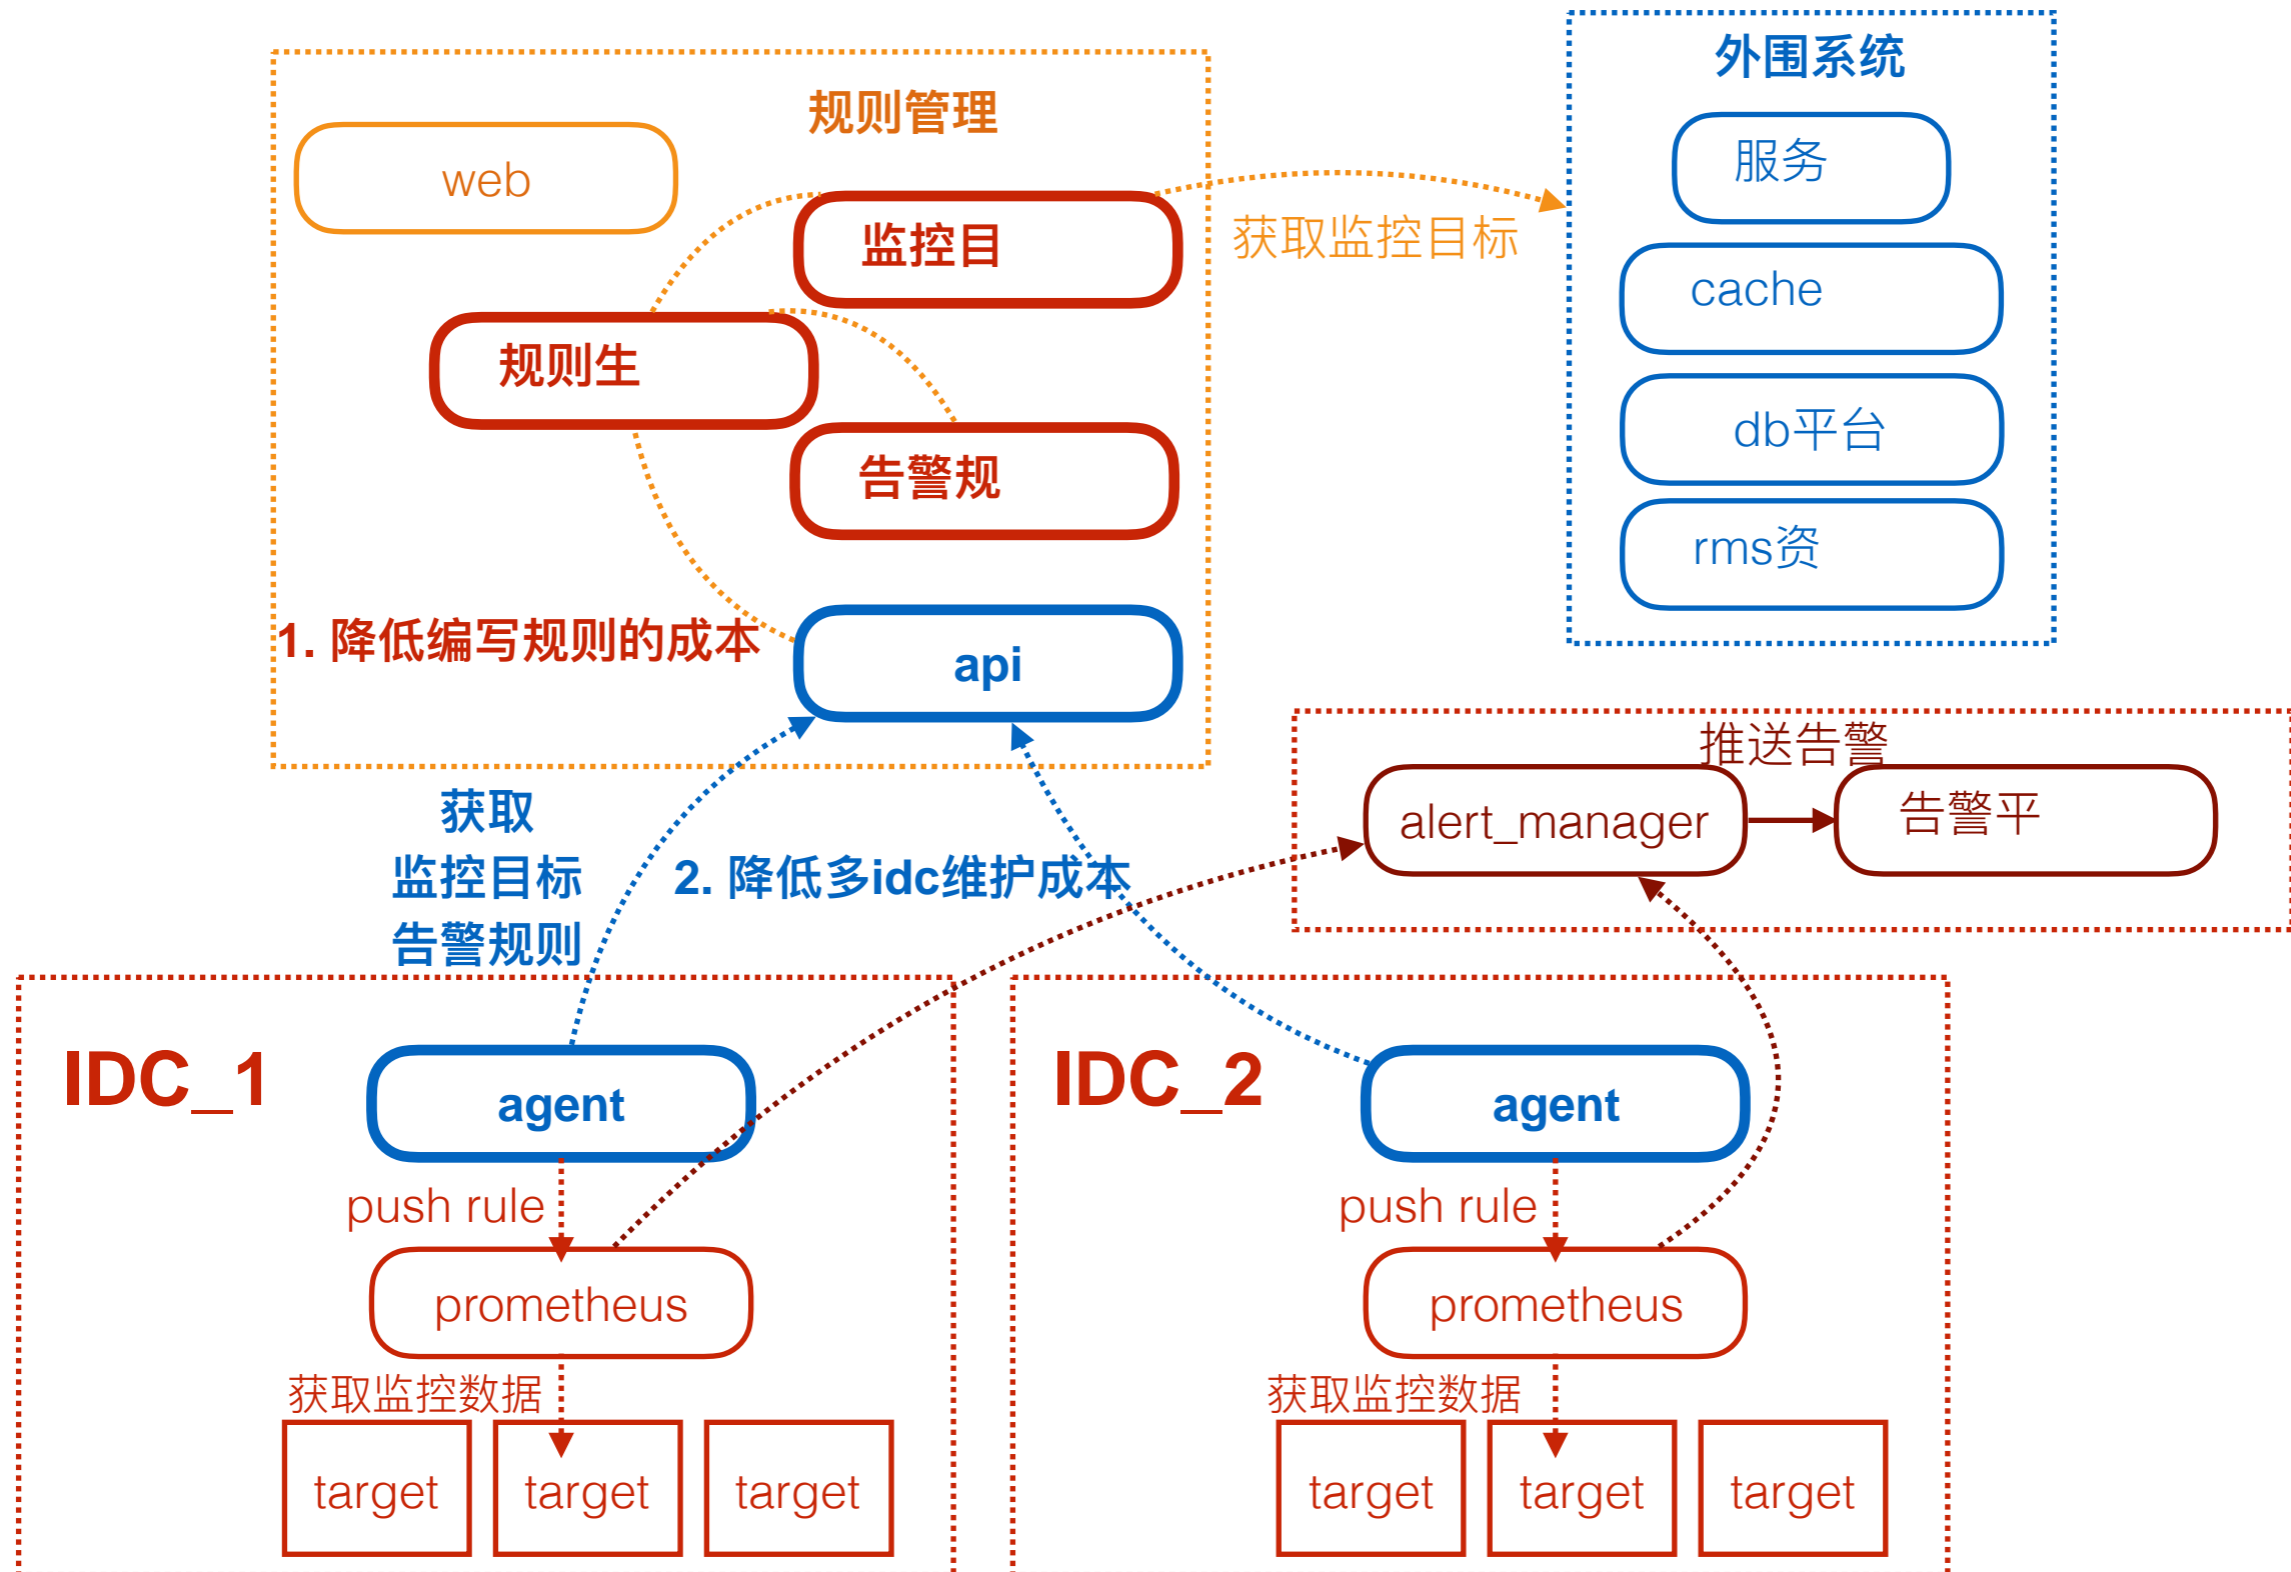 外围系统
规则管理
web
服务
监控目
获取监控目标
cache
规则生
db平台
告警规
rms资
1. 降低编写规则的成本
api
推送告警
alert_manager
告警平
获取
监控目标
告警规则
2. 降低多idc维护成本
IDC_1
agent
push rule
prometheus
获取监控数据
target
target
target
IDC_2
agent
push rule
prometheus
获取监控数据
target
target
target